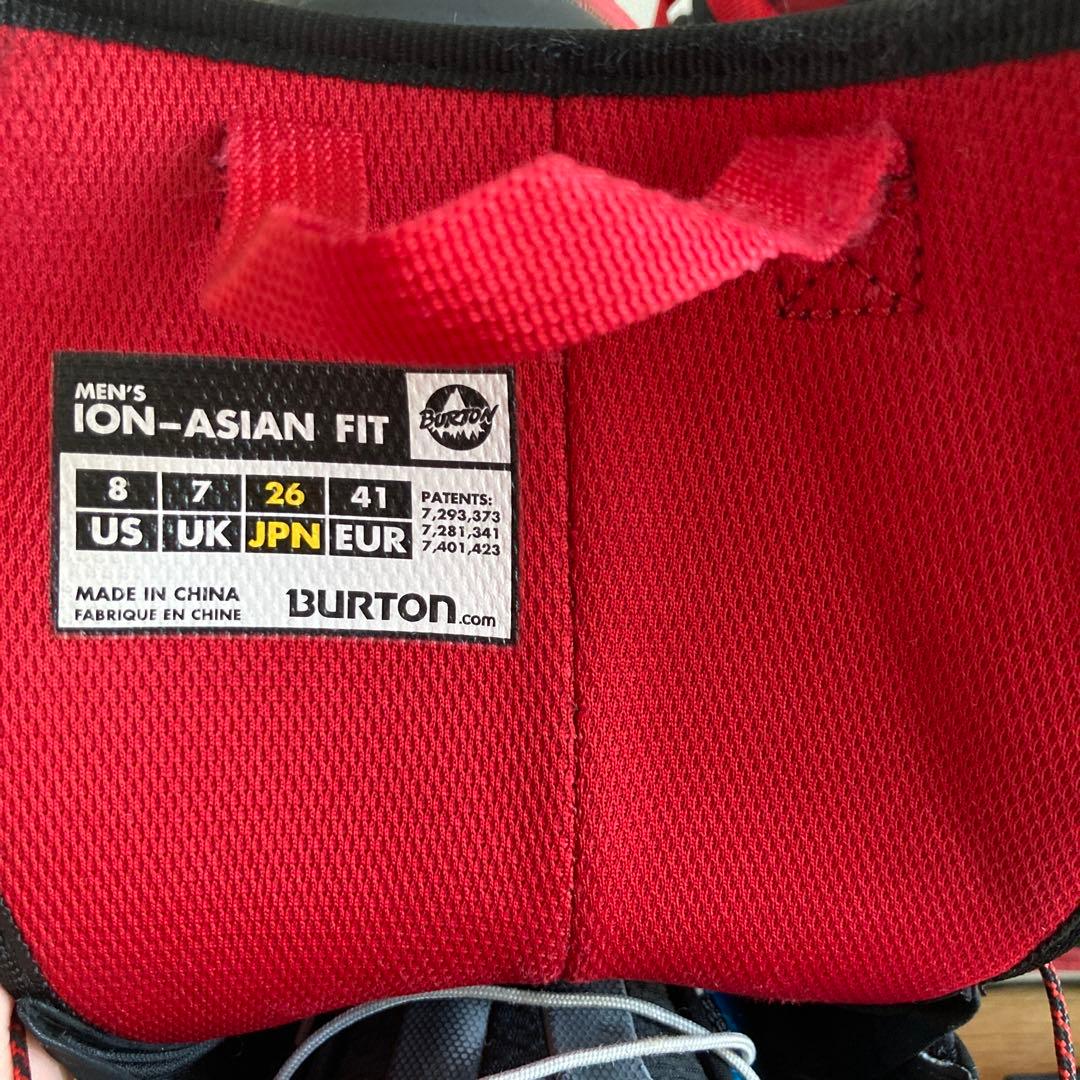 MEN'S
ION-ASIAN FIT
BURTON
8 7 26 41
US UK JPN EUR
PATENTS:
7,293,373
7,281,341
7,401,423
MADE IN CHINA
FABRIQUE EN CHINE
BURTON.com